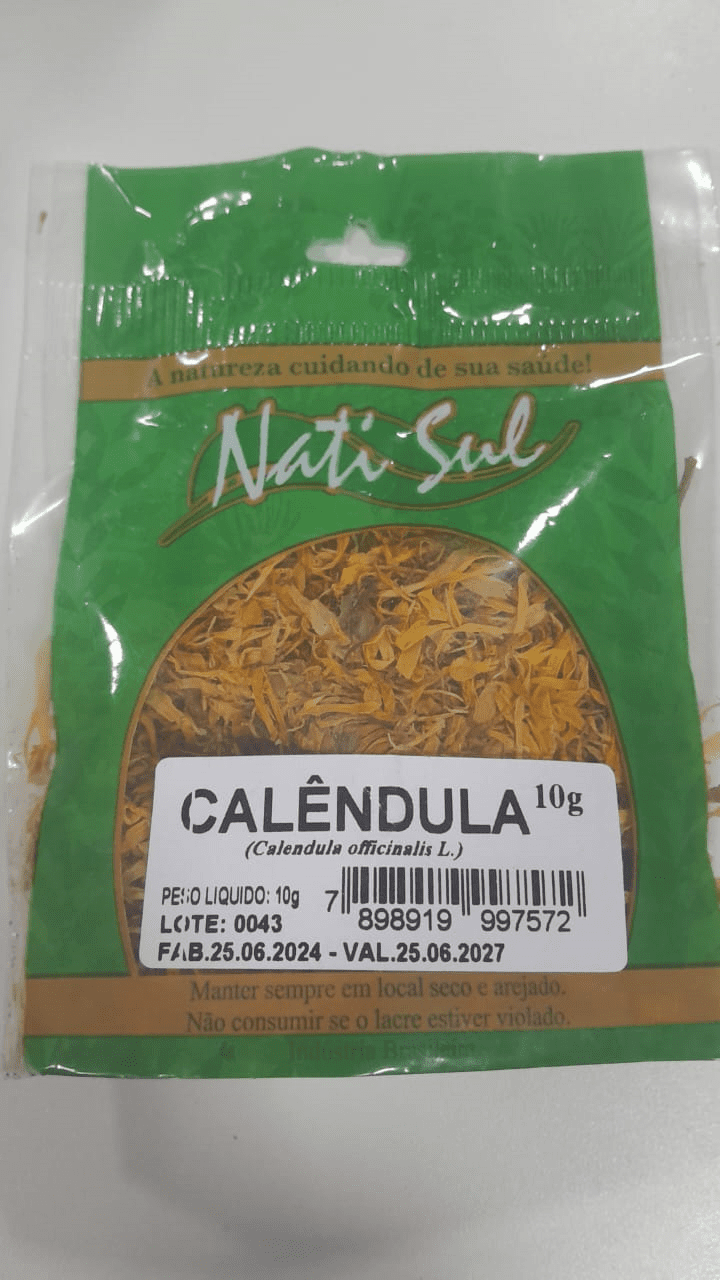 A natureza cuidando de sua saúde!
Nati Sul
CALÊNDULA 10g
(Calendula officinalis L.)
PESO LIQUIDO: 10g
LOTE: 0043
7 898919 997572
FAB.25.06.2024 - VAL.25.06.2027
Manter sempre em local seco e arejado.
Não consumir se o lacre estiver violado.
Indústria Brasileira